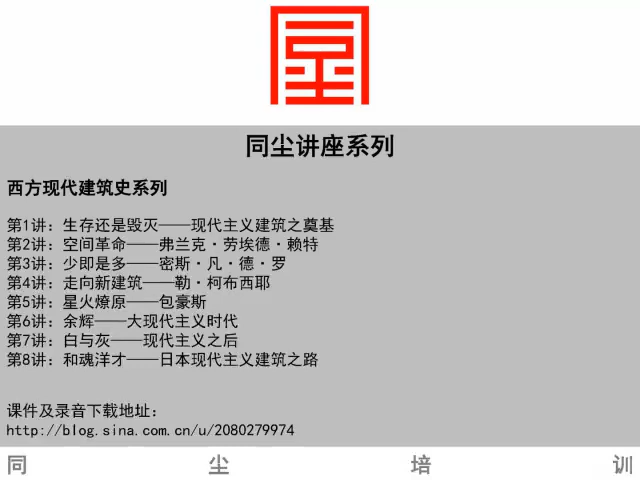 同尘
同尘讲座系列
西方现代建筑史系列
第1讲：生存还是毁灭——现代主义建筑之奠基
第2讲：空间革命——弗兰克·劳埃德·赖特
第3讲：少即是多——密斯·凡·德·罗
第4讲：走向新建筑——勒·柯布西耶
第5讲：星火燎原——包豪斯
第6讲：余辉——大现代主义时代
第7讲：白与灰——现代主义之后
第8讲：和魂洋才——日本现代主义建筑之路
课件及录音下载地址：
http://blog.sina.com.cn/u/2080279974
同 尘 培 训